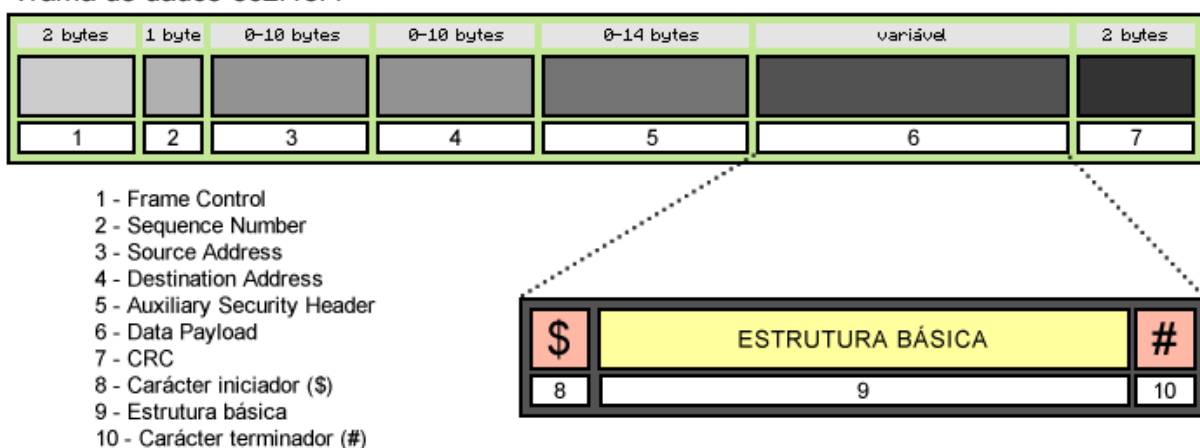 2 bytes 1 byte 0-10 bytes 0-10 bytes 0-14 bytes variável 2 bytes
1 2 3 4 5 6 7
1 - Frame Control
2 - Sequence Number
3 - Source Address
4 - Destination Address
5 - Auxiliary Security Header
6 - Data Payload
7 - CRC
8 - Carácter iniciador ($)
9 - Estrutura básica
10 - Carácter terminador (#)
$ ESTRUTURA BÁSICA #
8 9 10